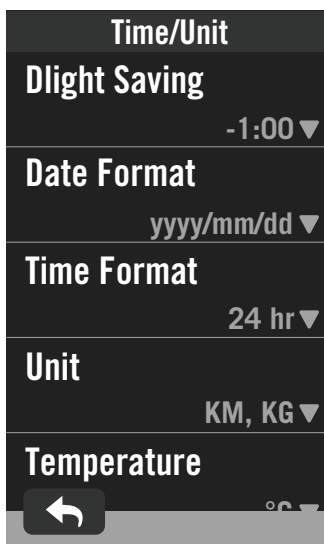 Time/Unit
Dlight Saving
-1:00▼
Date Format
yyyy/mm/dd ▼
Time Format
24 hr▼
Unit
KM, KG▼
Temperature
°C ▼